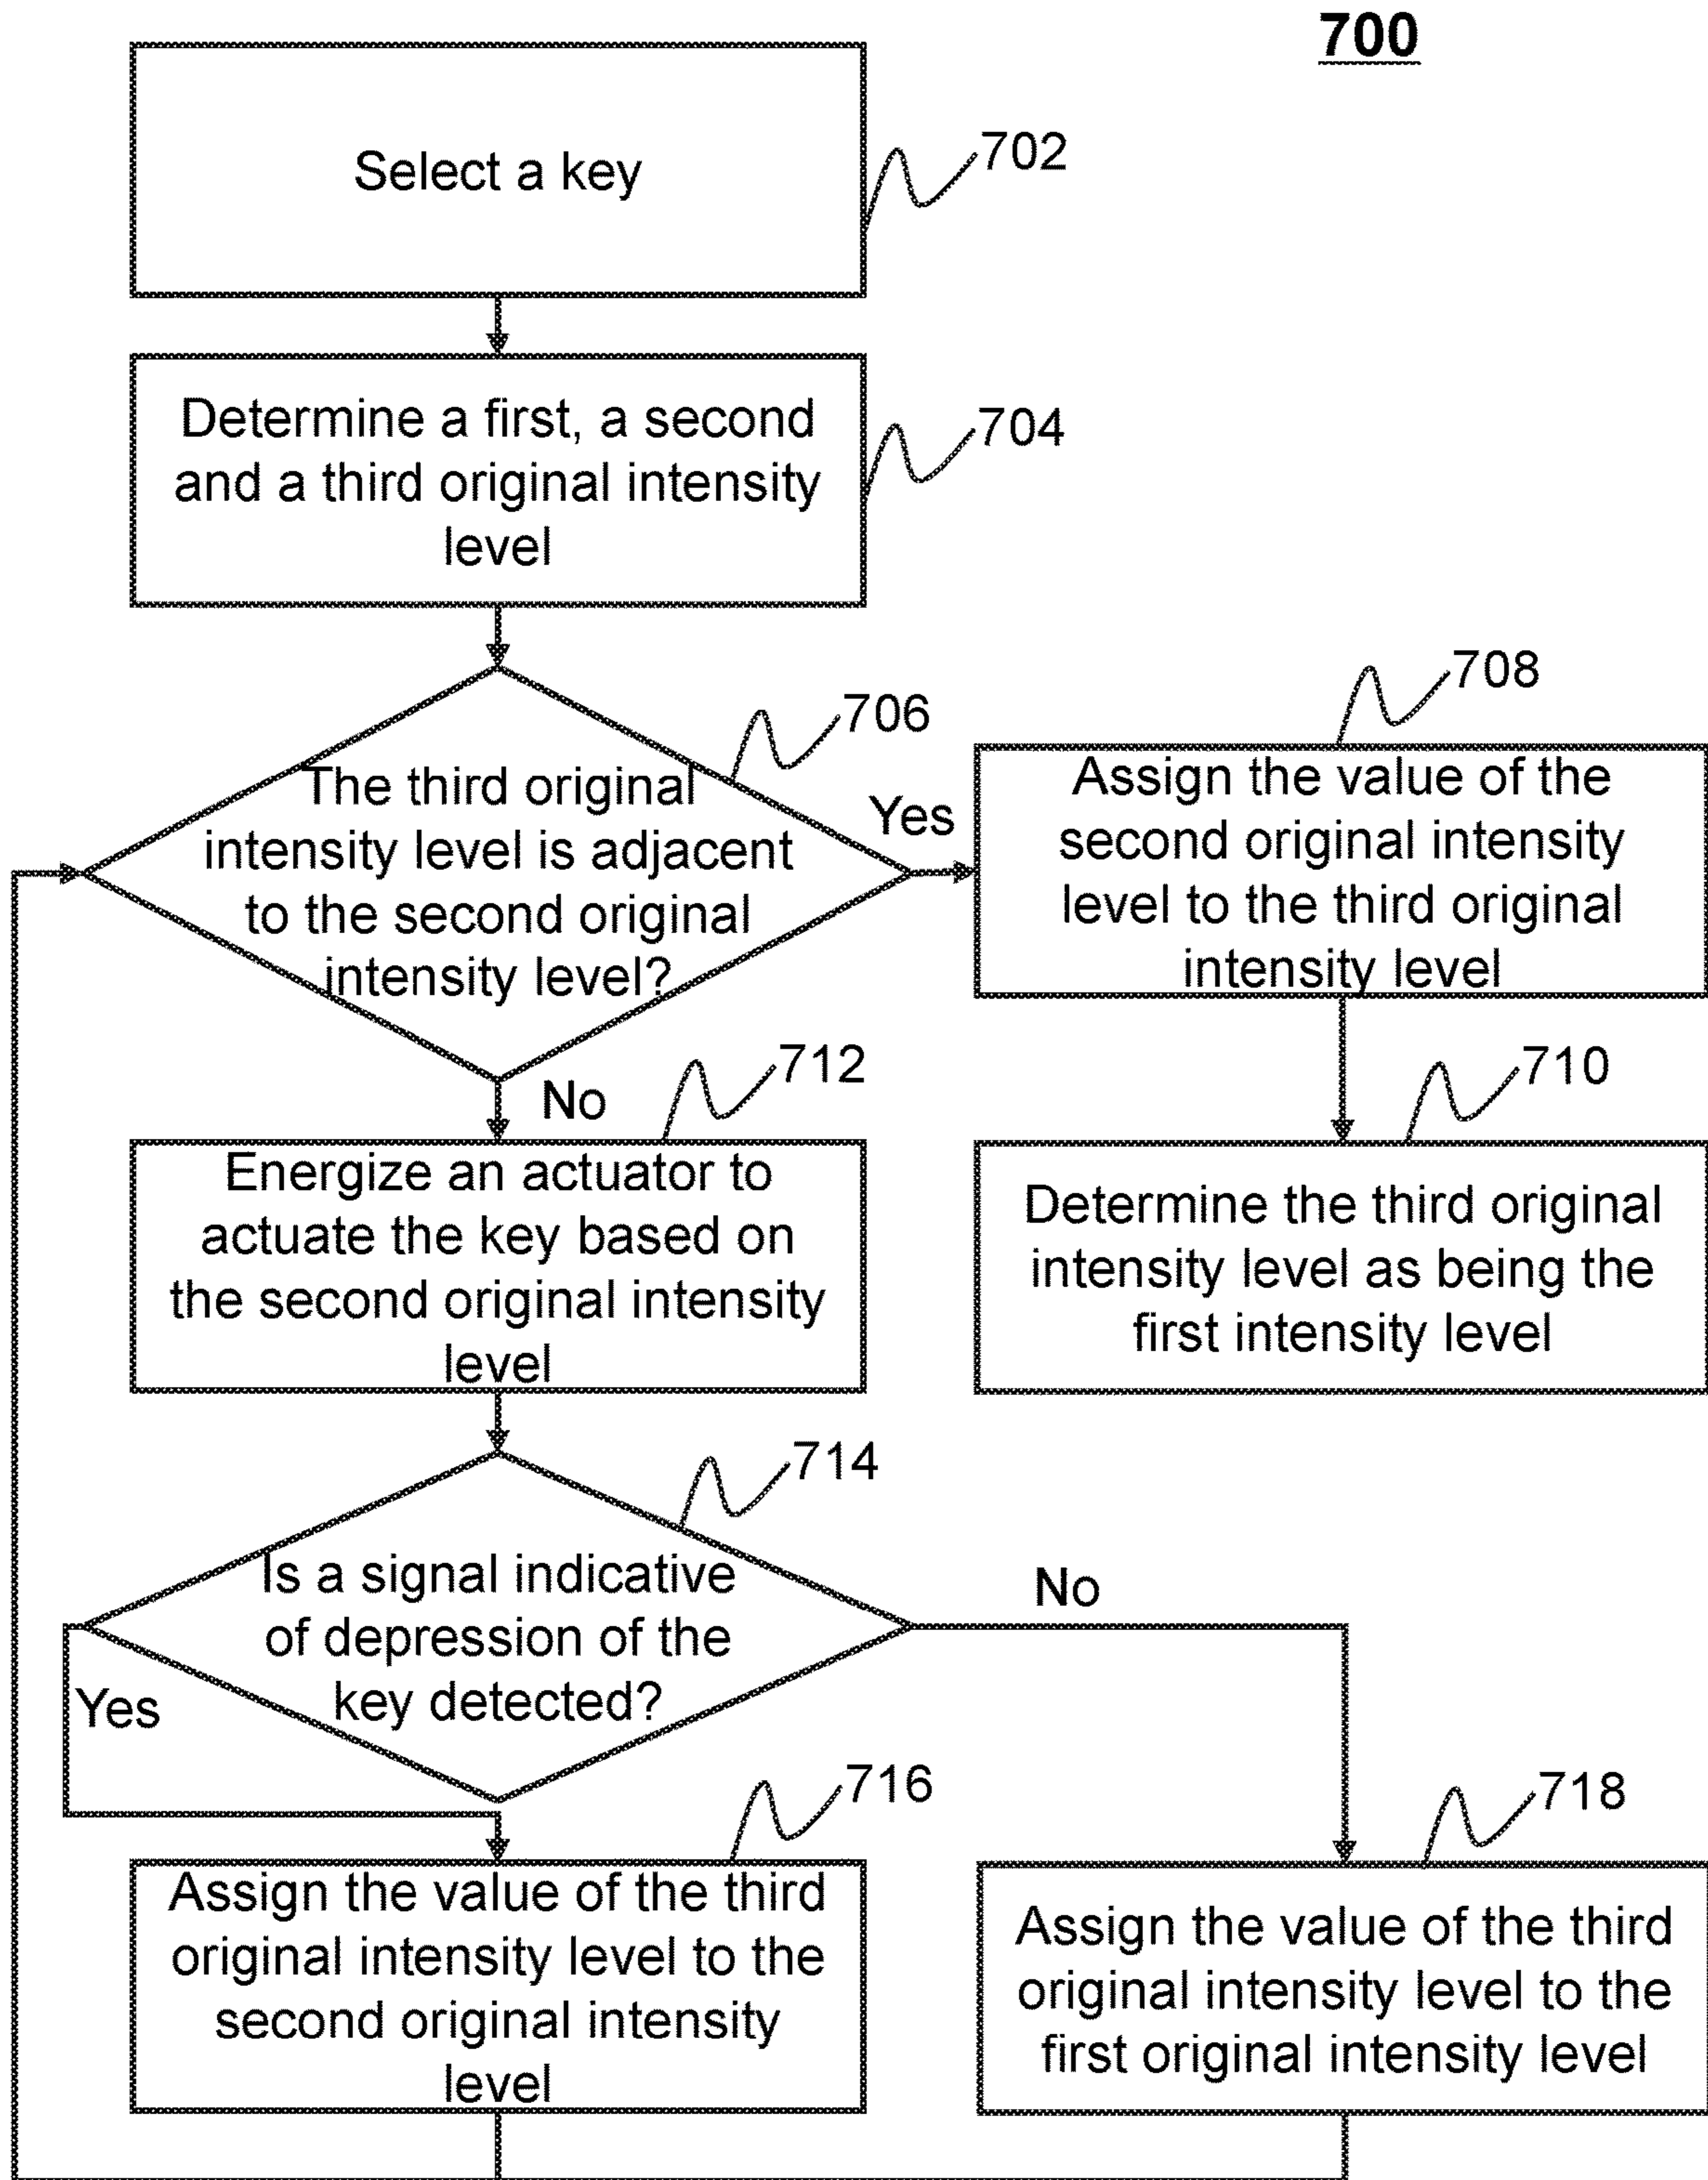 700
Select a key
702
Determine a first, a second
and a third original intensity
level
704
706
The third original
intensity level is adjacent
to the second original
intensity level?
Yes
708
Assign the value of the
second original intensity
level to the third original
intensity level
710
Determine the third original
intensity level as being the
first intensity level
No
712
Energize an actuator to
actuate the key based on
the second original intensity
level
714
Is a signal indicative
of depression of the
key detected?
No
Yes
716
Assign the value of the third
original intensity level to the
second original intensity
level
718
Assign the value of the third
original intensity level to the
first original intensity level